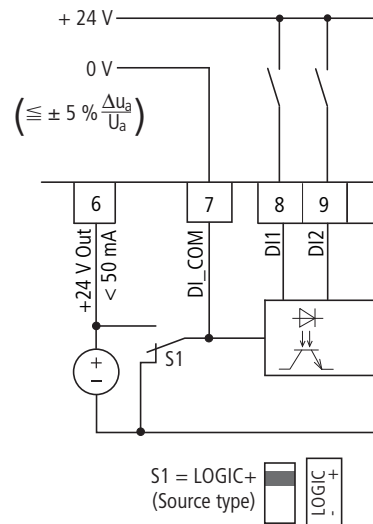 + 24 V
0 V
(≦ ± 5 % Δua/Ua)
6
7
8
9
+24 V Out
< 50 mA
DI_COM
DI1
DI2
+
-
S1
S1 = LOGIC+
(Source type)
LOGIC
+
-